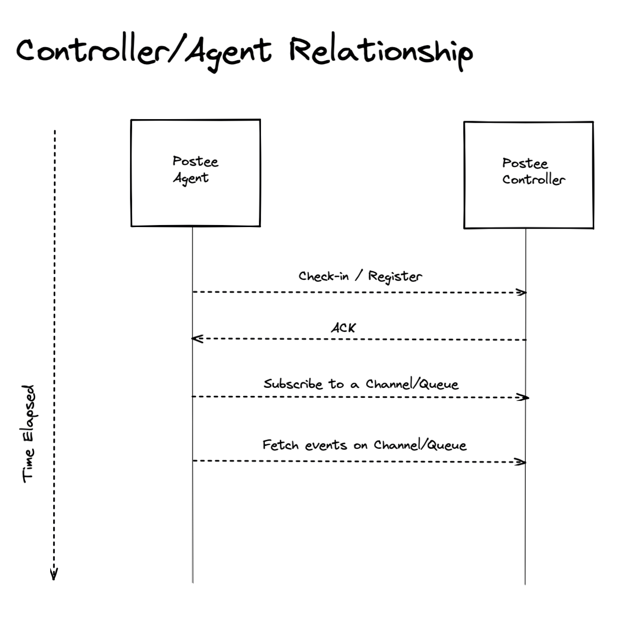 Controller/Agent Relationship
Postee
Agent
Postee
Controller
Check-in / Register
ACK
Subscribe to a Channel/Queue
Fetch events on Channel/Queue
Time Elapsed